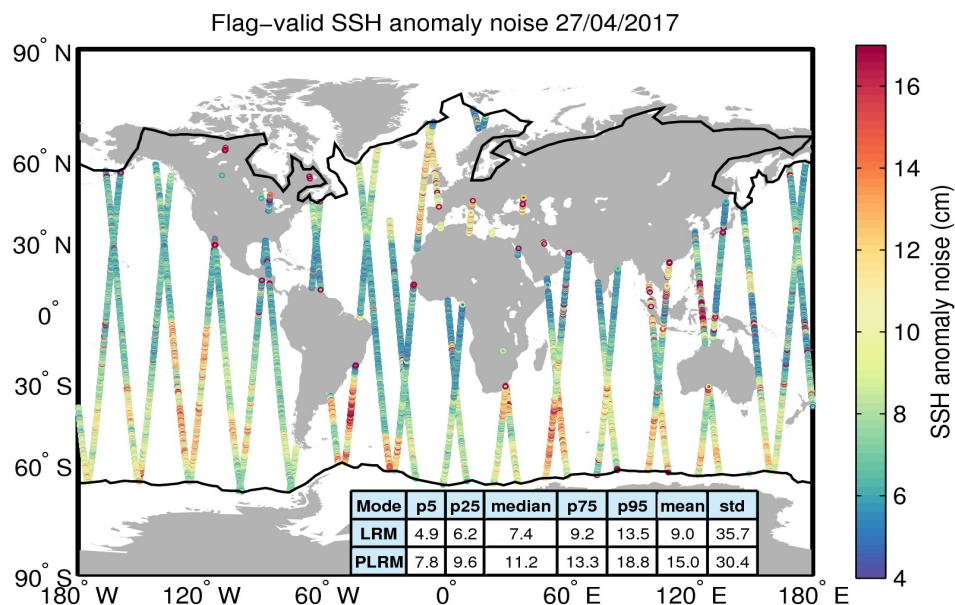 Flag−valid SSH anomaly noise 27/04/2017
90° N
60° N
30° N
0°
30° S
60° S
90° S
180° W
120° W
60° W
0°
60° E
120° E
180° E
16
14
12
10
8
6
4
SSH anomaly noise (cm)
Mode p5 p25 median p75 p95 mean std
LRM 4.9 6.2 7.4 9.2 13.5 9.0 35.7
PLRM 7.8 9.6 11.2 13.3 18.8 15.0 30.4